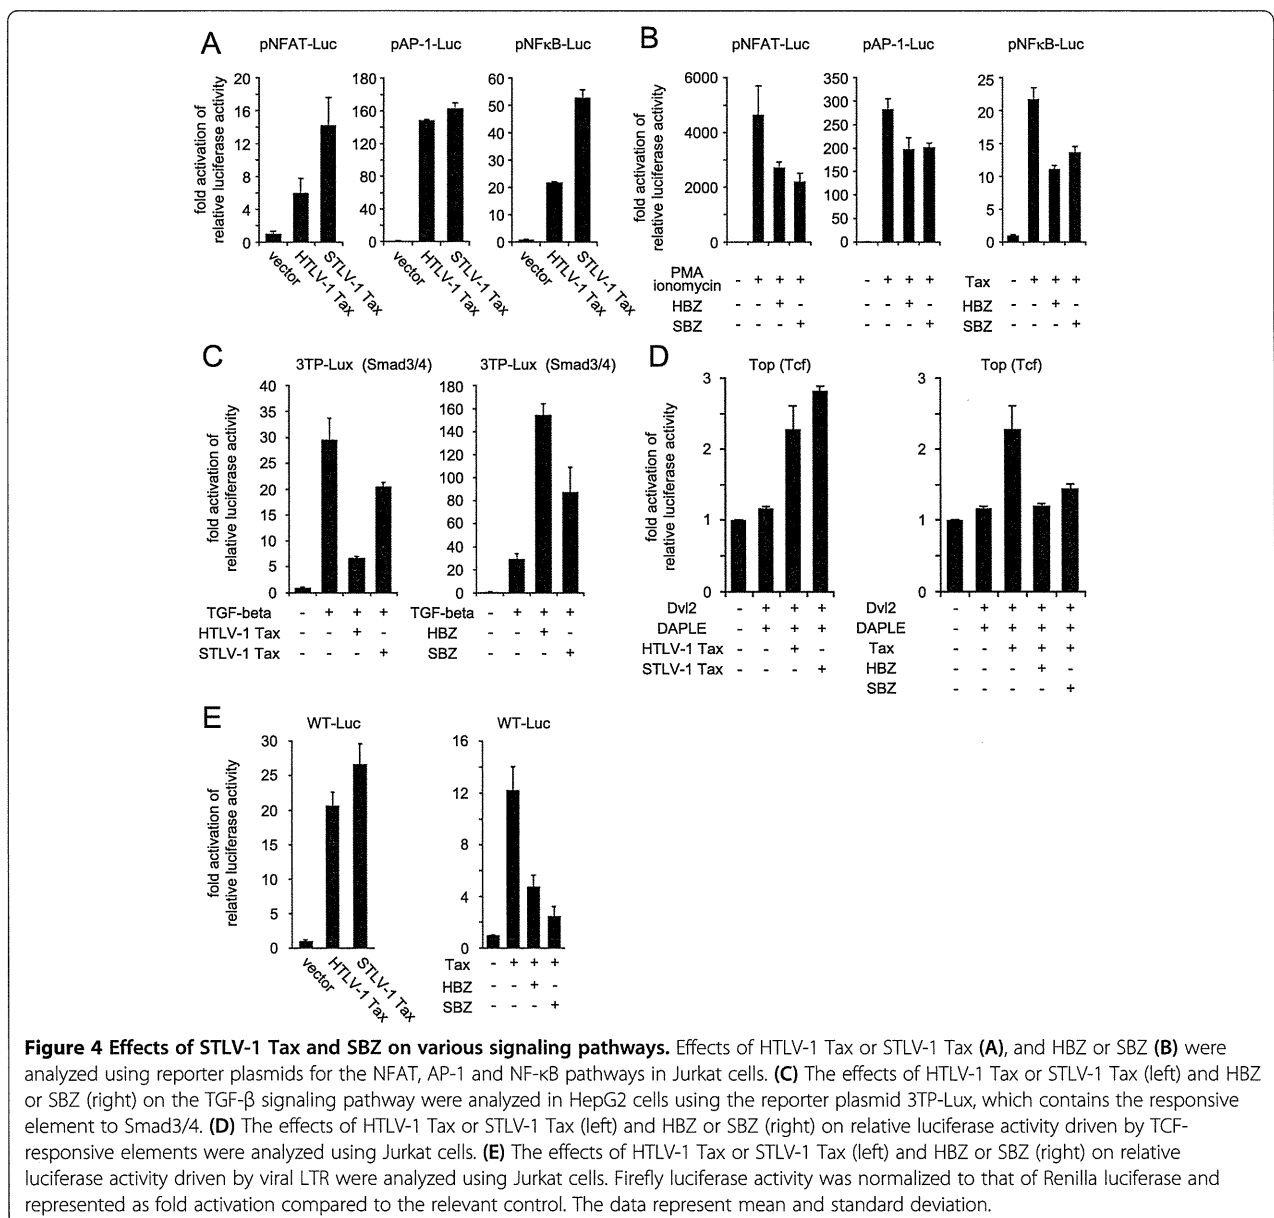 A
pNFAT-Luc pAP-1-Luc pNFκB-Luc
fold activation of
relative luciferase activity
20
16
12
8
4
0
180
160
120
80
40
0
60
50
40
30
20
10
0
vector HTLV-1 Tax STLV-1 Tax
vector HTLV-1 Tax STLV-1 Tax
vector HTLV-1 Tax STLV-1 Tax
B
pNFAT-Luc pAP-1-Luc pNFκB-Luc
fold activation of
relative luciferase activity
6000
4000
2000
0
350
300
250
200
150
100
50
0
25
20
15
10
5
0
PMA
ionomycin - + + + - + + + Tax - + + +
HBZ - - + - - - + - HBZ - - + -
SBZ - - - + - - - + SBZ - - - +
C
3TP-Lux (Smad3/4) 3TP-Lux (Smad3/4)
fold activation of
relative luciferase activity
40
35
30
25
20
15
10
5
0
180
160
140
120
100
80
60
40
20
0
TGF-beta - + + + TGF-beta - + + +
HTLV-1 Tax - - + - HBZ - - + -
STLV-1 Tax - - - + SBZ - - - +
D
Top (Tcf) Top (Tcf)
fold activation of
relative luciferase activity
3
2
1
0
3
2
1
0
Dvl2 - + + + Dvl2 - + + + +
DAPLE - + + + DAPLE - + + + +
HTLV-1 Tax - - + - Tax - - + + +
STLV-1 Tax - - - + HBZ - - - + -
SBZ - - - - +
E
WT-Luc WT-Luc
fold activation of
relative luciferase activity
30
25
20
15
10
5
0
16
12
8
4
0
vector HTLV-1 Tax STLV-1 Tax
Tax - + + +
HBZ - - + -
SBZ - - - +
Figure 4 Effects of STLV-1 Tax and SBZ on various signaling pathways. Effects of HTLV-1 Tax or STLV-1 Tax (A), and HBZ or SBZ (B) were
analyzed using reporter plasmids for the NFAT, AP-1 and NF-κB pathways in Jurkat cells. (C) The effects of HTLV-1 Tax or STLV-1 Tax (left) and HBZ
or SBZ (right) on the TGF-β signaling pathway were analyzed in HepG2 cells using the reporter plasmid 3TP-Lux, which contains the responsive
element to Smad3/4. (D) The effects of HTLV-1 Tax or STLV-1 Tax (left) and HBZ or SBZ (right) on relative luciferase activity driven by TCF-
responsive elements were analyzed using Jurkat cells. (E) The effects of HTLV-1 Tax or STLV-1 Tax (left) and HBZ or SBZ (right) on relative
luciferase activity driven by viral LTR were analyzed using Jurkat cells. Firefly luciferase activity was normalized to that of Renilla luciferase and
represented as fold activation compared to the relevant control. The data represent mean and standard deviation.